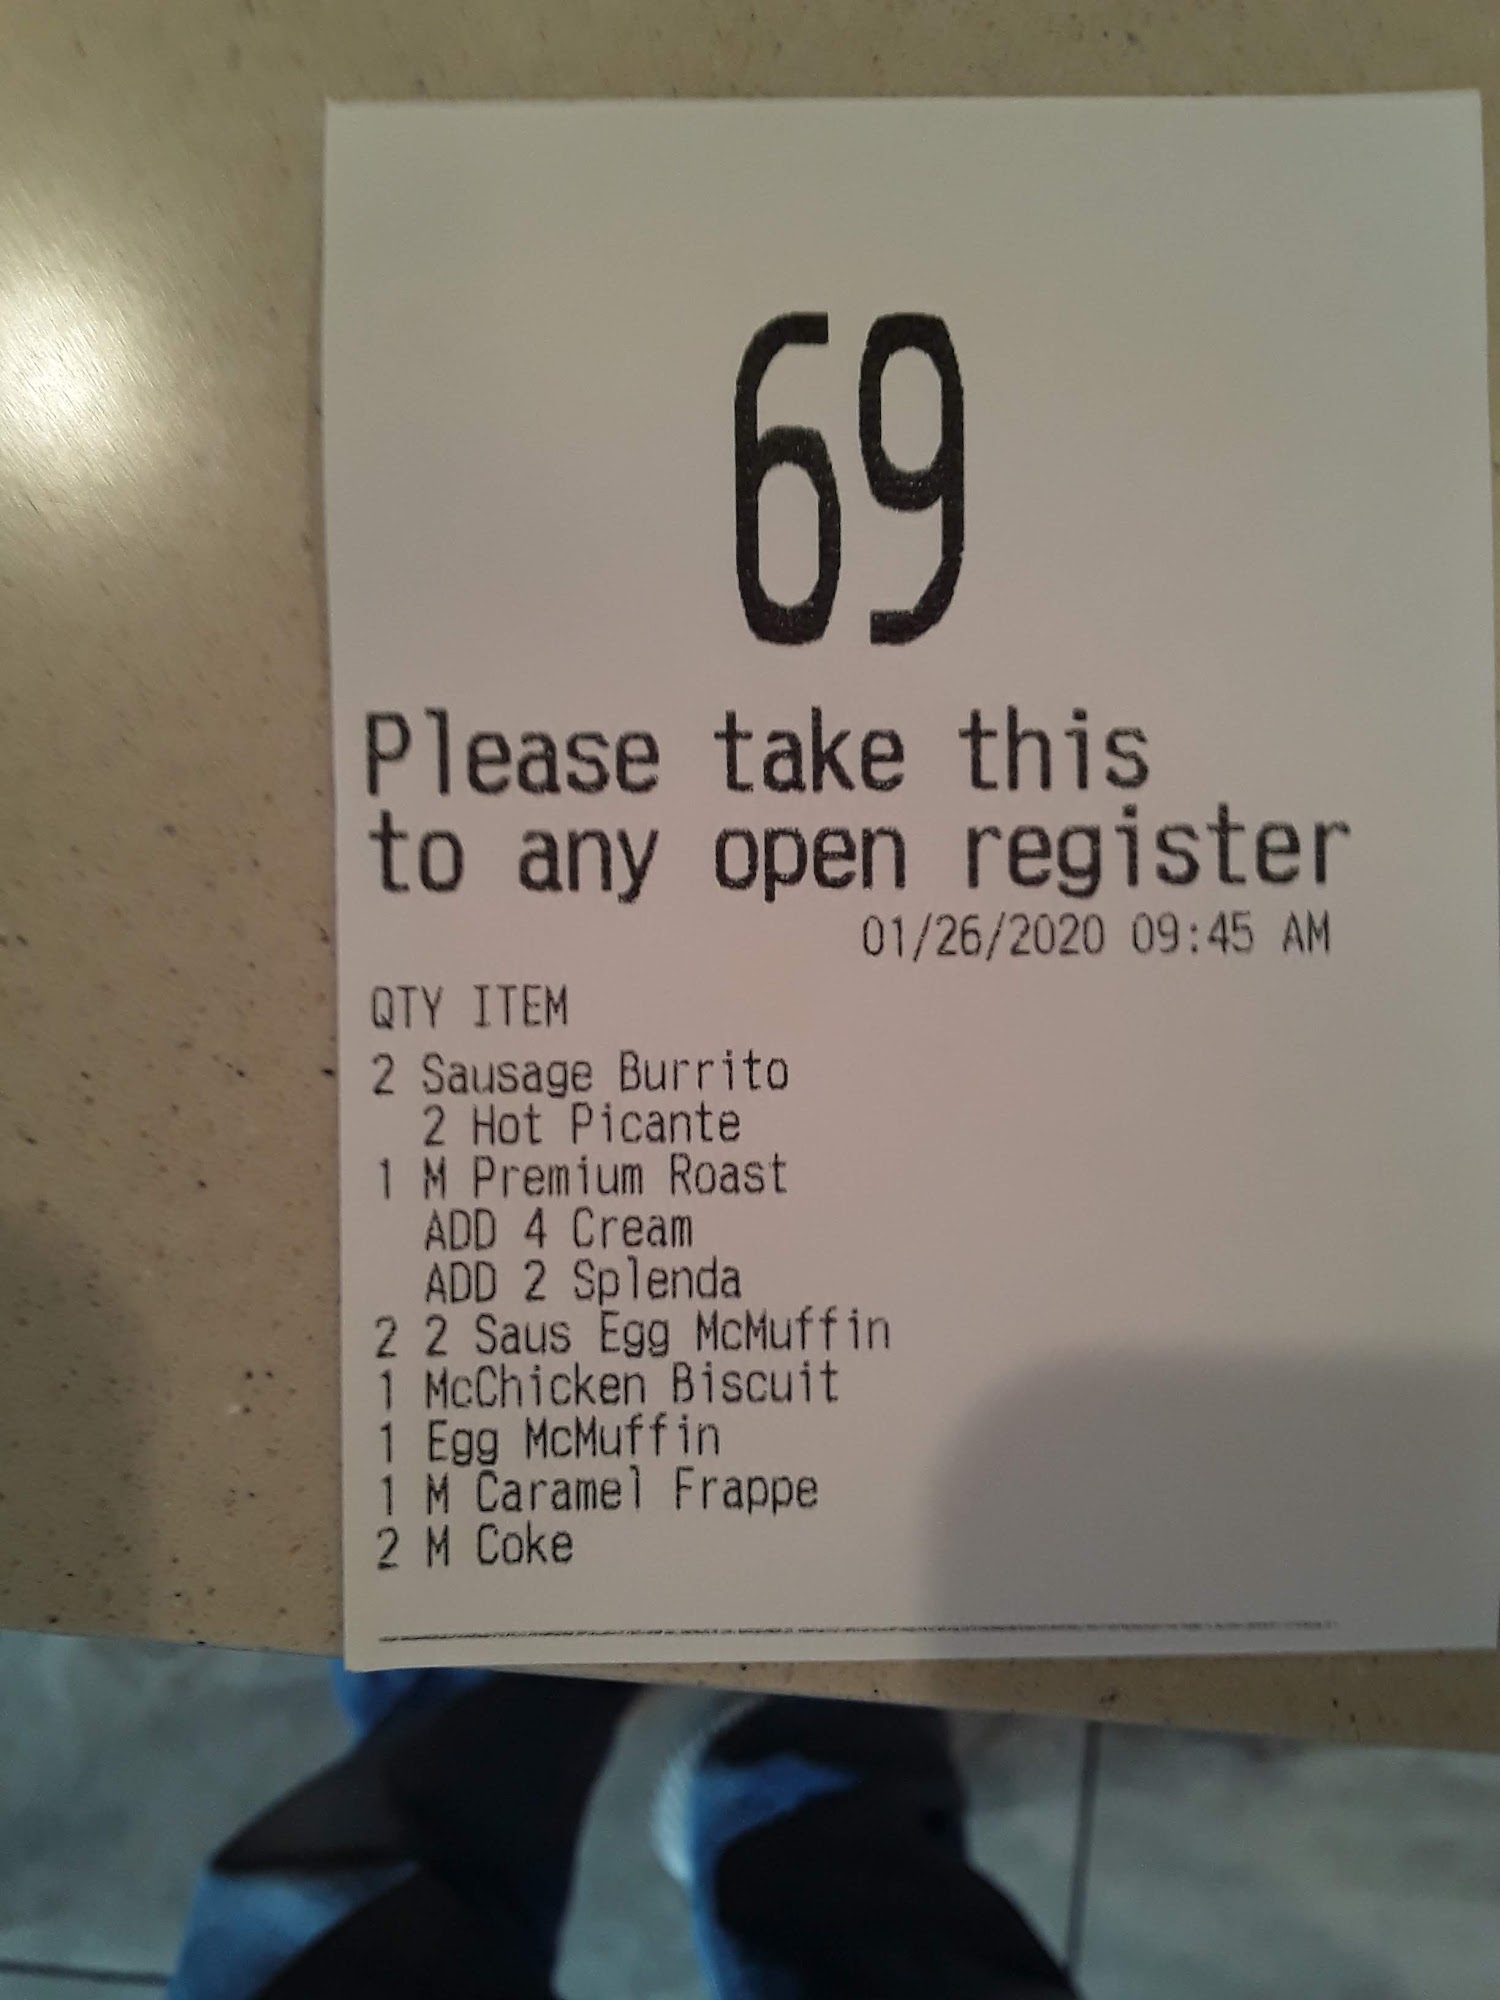 69
Please take this
to any open register
01/26/2020 09:45 AM
QTY ITEM
2 Sausage Burrito
2 Hot Picante
1 M Premium Roast
ADD 4 Cream
ADD 2 Splenda
2 2 Saus Egg McMuffin
1 McChicken Biscuit
1 Egg McMuffin
1 M Caramel Frappe
2 M Coke